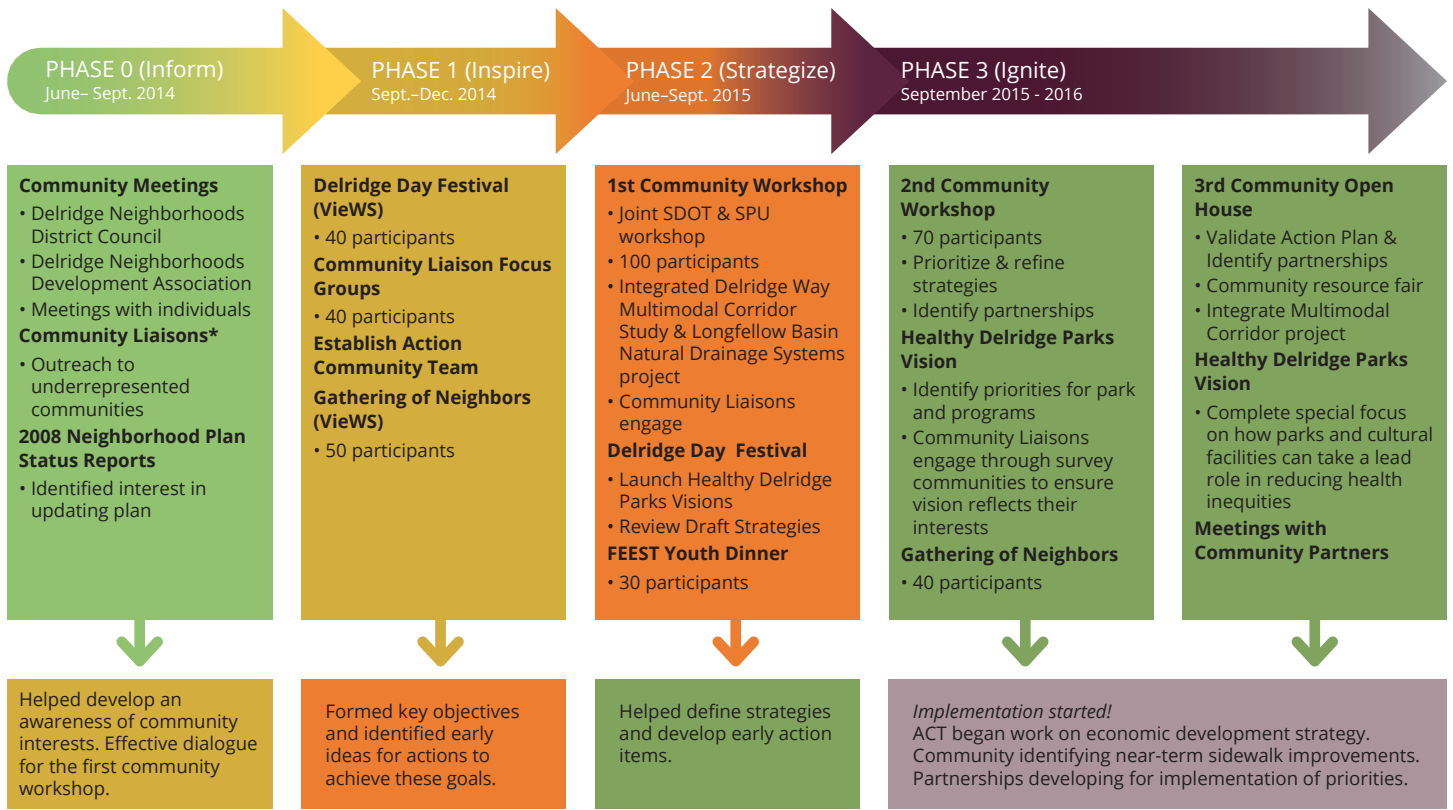 PHASE 0 (Inform)
June– Sept. 2014
PHASE 1 (Inspire)
Sept.–Dec. 2014
PHASE 2 (Strategize)
June–Sept. 2015
PHASE 3 (Ignite)
September 2015 - 2016
Community Meetings
• Delridge Neighborhoods
District Council
• Delridge Neighborhoods
Development Association
• Meetings with individuals
Community Liaisons*
• Outreach to
underrepresented
communities
2008 Neighborhood Plan
Status Reports
• Identified interest in
updating plan
Delridge Day Festival
(VieWS)
• 40 participants
Community Liaison Focus
Groups
• 40 participants
Establish Action
Community Team
Gathering of Neighbors
(VieWS)
• 50 participants
1st Community Workshop
• Joint SDOT & SPU
workshop
• 100 participants
• Integrated Delridge Way
Multimodal Corridor
Study & Longfellow Basin
Natural Drainage Systems
project
• Community Liaisons
engage
Delridge Day  Festival
• Launch Healthy Delridge
Parks Visions
• Review Draft Strategies
FEEST Youth Dinner
• 30 participants
2nd Community
Workshop
• 70 participants
• Prioritize & refine
strategies
• Identify partnerships
Healthy Delridge Parks
Vision
• Identify priorities for park
and programs
• Community Liaisons
engage through survey
communities to ensure
vision reflects their
interests
Gathering of Neighbors
• 40 participants
3rd Community Open
House
• Validate Action Plan &
Identify partnerships
• Community resource fair
• Integrate Multimodal
Corridor project
Healthy Delridge Parks
Vision
• Complete special focus
on how parks and cultural
facilities can take a lead
role in reducing health
inequities
Meetings with
Community Partners
Helped develop an
awareness of community
interests. Effective dialogue
for the first community
workshop.
Formed key objectives
and identified early
ideas for actions to
achieve these goals.
Helped define strategies
and develop early action
items.
Implementation started!
ACT began work on economic development strategy.
Community identifying near-term sidewalk improvements.
Partnerships developing for implementation of priorities.